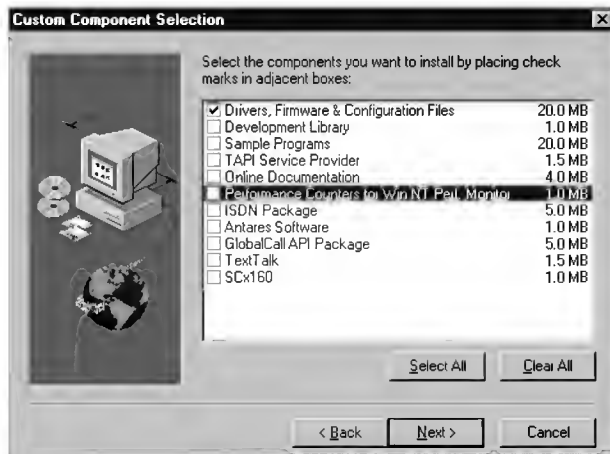 Custom Component Selection
Select the components you want to install by placing check
marks in adjacent boxes:
Drivers, Firmware & Configuration Files 20.0 MB
Development Library 1.0 MB
Sample Programs 20.0 MB
TAPI Service Provider 1.5 MB
Online Documentation 4.0 MB
Performance Counters for Win NT Perf. Monitor 1.0 MB
ISDN Package 5.0 MB
Antares Software 1.0 MB
GlobalCall API Package 5.0 MB
TextTalk 1.5 MB
SCx160 1.0 MB
Select All Clear All
< Back Next > Cancel